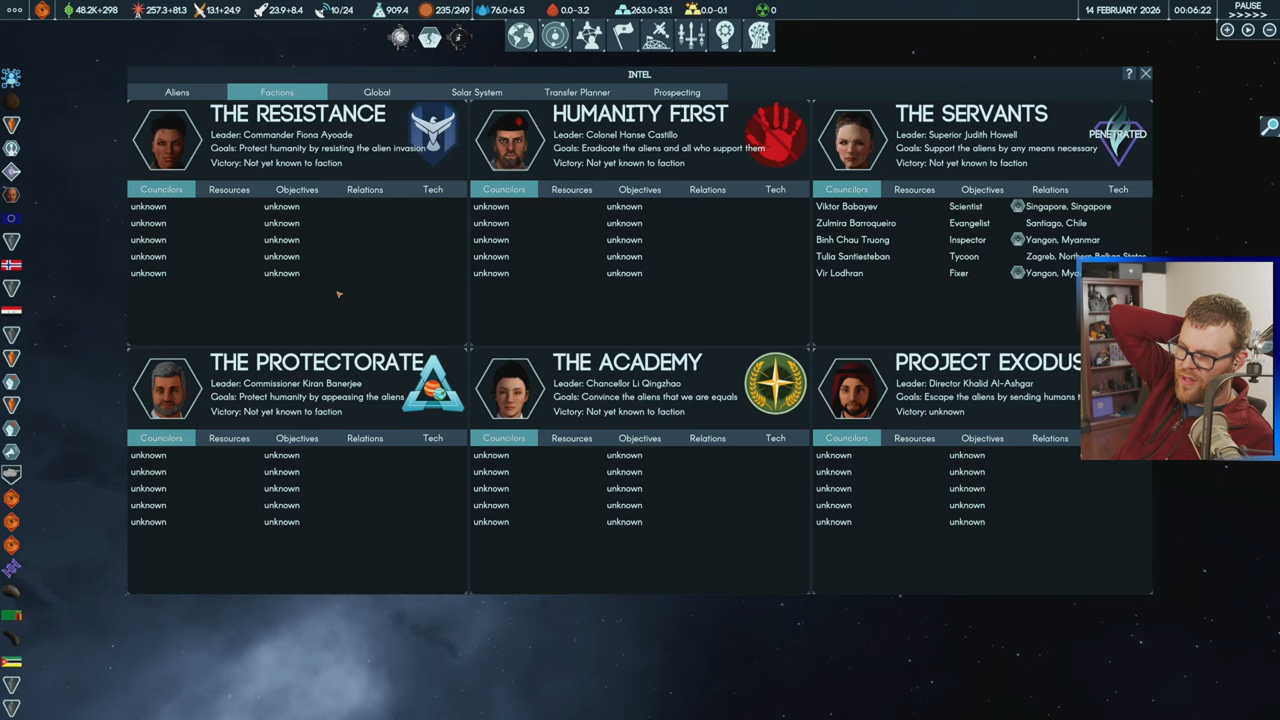 48.2K+298 257.3+81.3 13.1+24.9 23.9+8.4 10/24 909.4 235/249 76.0+6.5 0.0-3.2 263.0+33.1 0.0-0.1 0 14 FEBRUARY 2026 00:06:22 PAUSE
>>>>>
INTEL
?
Aliens Factions Global Solar System Transfer Planner Prospecting
THE RESISTANCE
Leader: Commander Fiona Ayoade
Goals: Protect humanity by resisting the alien invasion
Victory: Not yet known to faction
Councilors Resources Objectives Relations Tech
unknown unknown
unknown unknown
unknown unknown
unknown unknown
unknown unknown
HUMANITY FIRST
Leader: Colonel Hanse Castillo
Goals: Eradicate the aliens and all who support them
Victory: Not yet known to faction
Councilors Resources Objectives Relations Tech
unknown unknown
unknown unknown
unknown unknown
unknown unknown
unknown unknown
THE SERVANTS
Leader: Superior Judith Howell
PENETRATED
Goals: Support the aliens by any means necessary
Victory: Not yet known to faction
Councilors Resources Objectives Relations Tech
Viktor Babayev Scientist Singapore, Singapore
Zulmira Barroqueiro Evangelist Santiago, Chile
Binh Chau Truong Inspector Yangon, Myanmar
Tulia Santiesteban Tycoon Zagreb, Northern Balkan States
Vir Lodhran Fixer Yangon,
THE PROTECTORATE
Leader: Commissioner Kiran Banerjee
Goals: Protect humanity by appeasing the aliens
Victory: Not yet known to faction
Councilors Resources Objectives Relations Tech
unknown unknown
unknown unknown
unknown unknown
unknown unknown
unknown unknown
THE ACADEMY
Leader: Chancellor Li Qingzhao
Goals: Convince the aliens that we are equals
Victory: Not yet known to faction
Councilors Resources Objectives Relations Tech
unknown unknown
unknown unknown
unknown unknown
unknown unknown
unknown unknown
PROJECT EXODUS
Leader: Director Khalid Al-Ashgar
Goals: Escape the aliens by sending humans
Victory: unknown
Councilors Resources Objectives Relations
unknown unknown
unknown unknown
unknown unknown
unknown unknown
unknown unknown